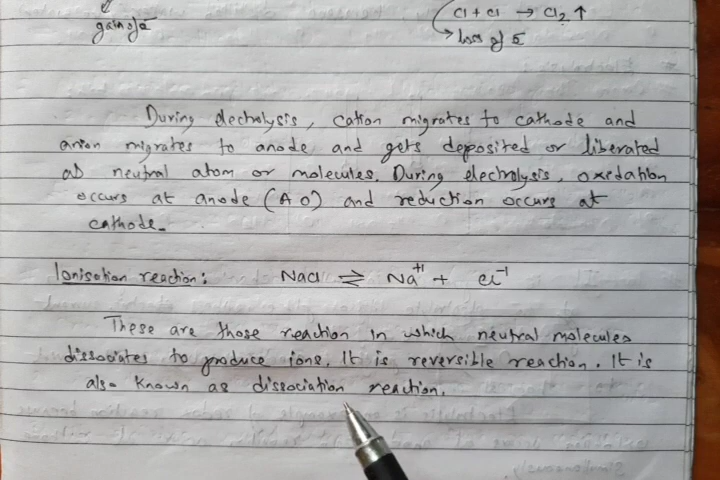 gain of e
Cl + Cl → Cl2 ↑
→ loss of e
During electrolysis, cation migrates to cathode and
anion migrates to anode and gets deposited or liberated
as neutral atom or molecules. During electrolysis, oxidation
occurs at anode (AO) and reduction occurs at
cathode.
Ionisation reaction: NaCl ⇌ Na+1 + Cl-1
These are those reaction in which neutral molecules
dissociates to produce ions. It is reversible reaction. It is
also known as dissociation reaction.